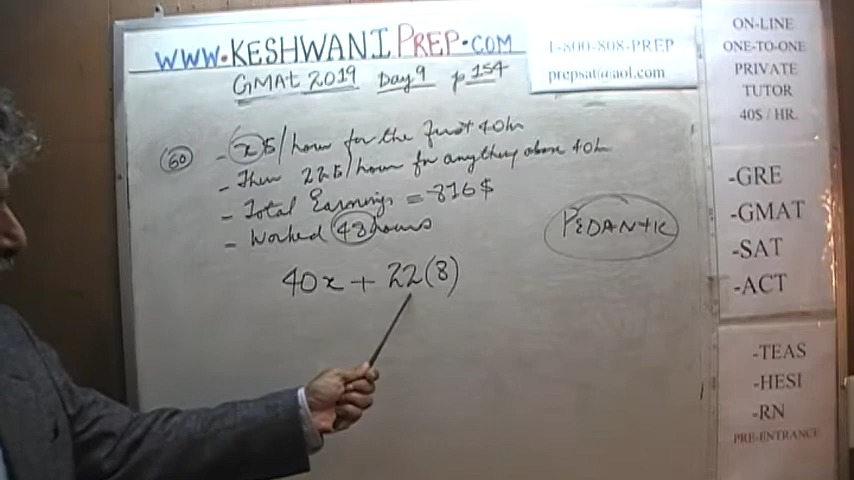 WWW.KESHWANIPREP.COM
GMAT 2019 Day 9 p 154
1-800-808-PREP
prepsat@aol.com
60
- x$/hour for the first 40h
- Then 22$/hour for anything above 40h
- Total Earnings = 816$
- Worked 48 hours
PEDANTIC
40x + 22(8)
ON-LINE
ONE-TO-ONE
PRIVATE
TUTOR
40$ / HR.
-GRE
-GMAT
-SAT
-ACT
-TEAS
-HESI
-RN
PRE-ENTRANCE